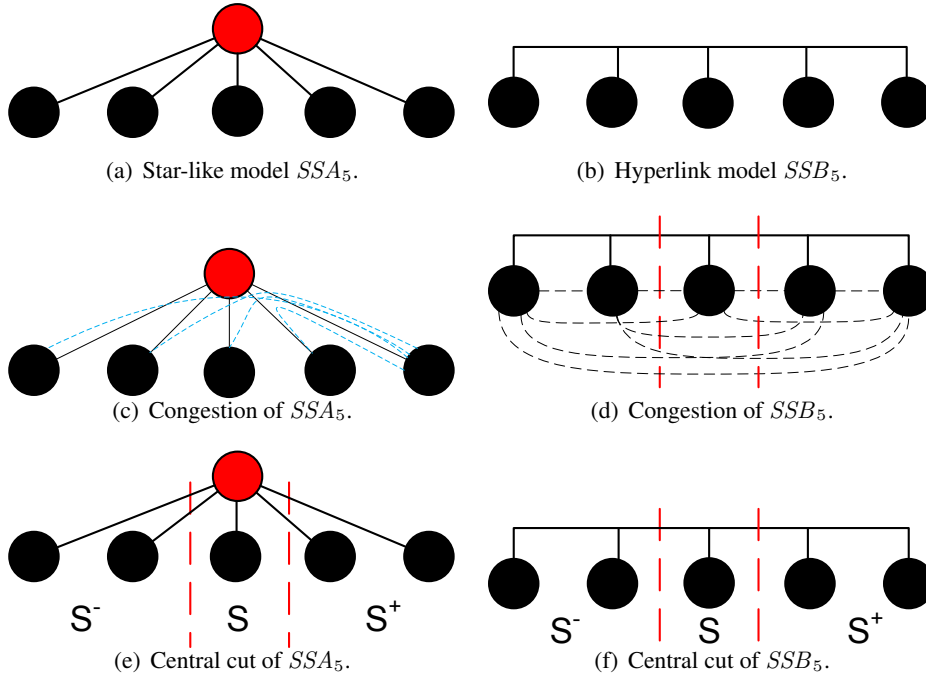 (a) Star-like model SSA₅.
(b) Hyperlink model SSB₅.
(c) Congestion of SSA₅.
(d) Congestion of SSB₅.
S⁻ S S⁺
(e) Central cut of SSA₅.
S⁻ S S⁺
(f) Central cut of SSB₅.